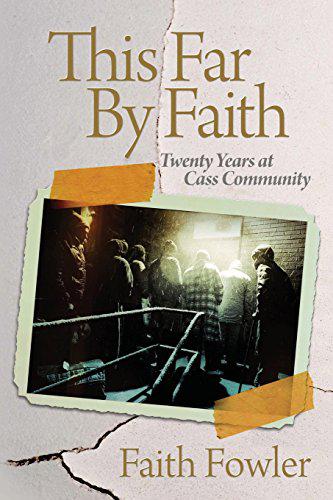 This Far
By Faith
Twenty Years at
Cass Community
Faith Fowler